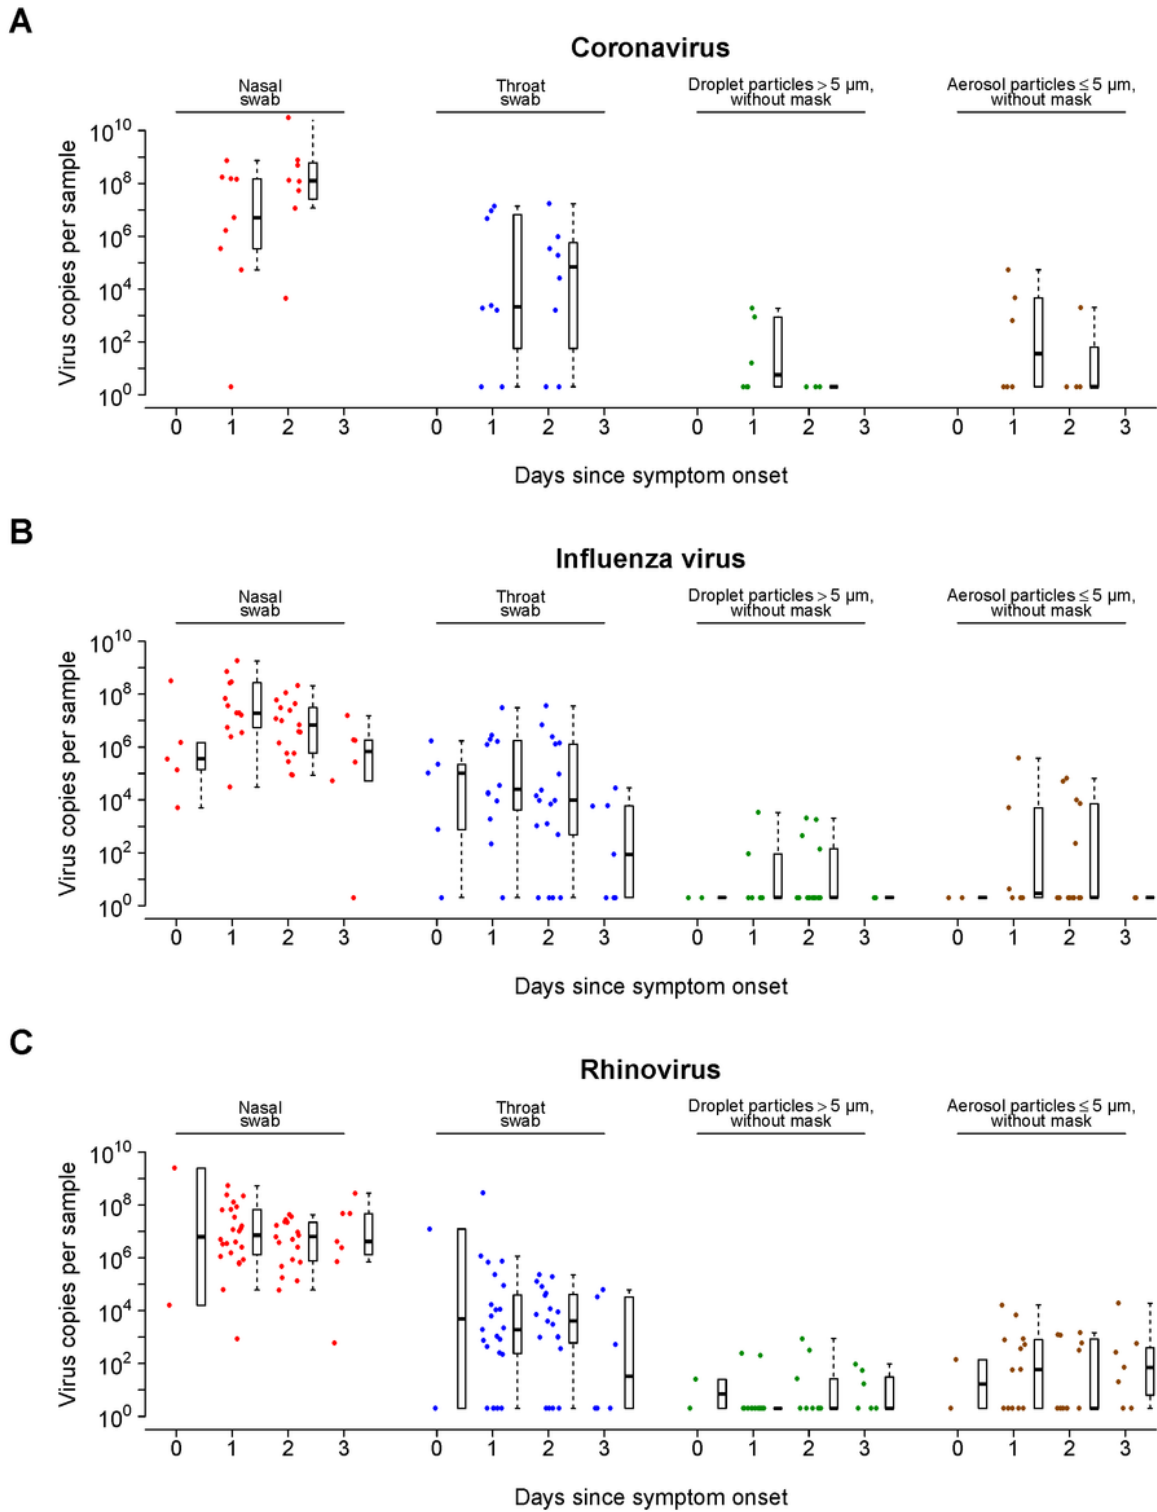 A
Coronavirus
Nasal swab
Throat swab
Droplet particles > 5 µm, without mask
Aerosol particles ≤ 5 µm, without mask
Virus copies per sample
10^10
10^8
10^6
10^4
10^2
10^0
0 1 2 3 0 1 2 3 0 1 2 3 0 1 2 3
Days since symptom onset
B
Influenza virus
Nasal swab
Throat swab
Droplet particles > 5 µm, without mask
Aerosol particles ≤ 5 µm, without mask
Virus copies per sample
10^10
10^8
10^6
10^4
10^2
10^0
0 1 2 3 0 1 2 3 0 1 2 3 0 1 2 3
Days since symptom onset
C
Rhinovirus
Nasal swab
Throat swab
Droplet particles > 5 µm, without mask
Aerosol particles ≤ 5 µm, without mask
Virus copies per sample
10^10
10^8
10^6
10^4
10^2
10^0
0 1 2 3 0 1 2 3 0 1 2 3 0 1 2 3
Days since symptom onset